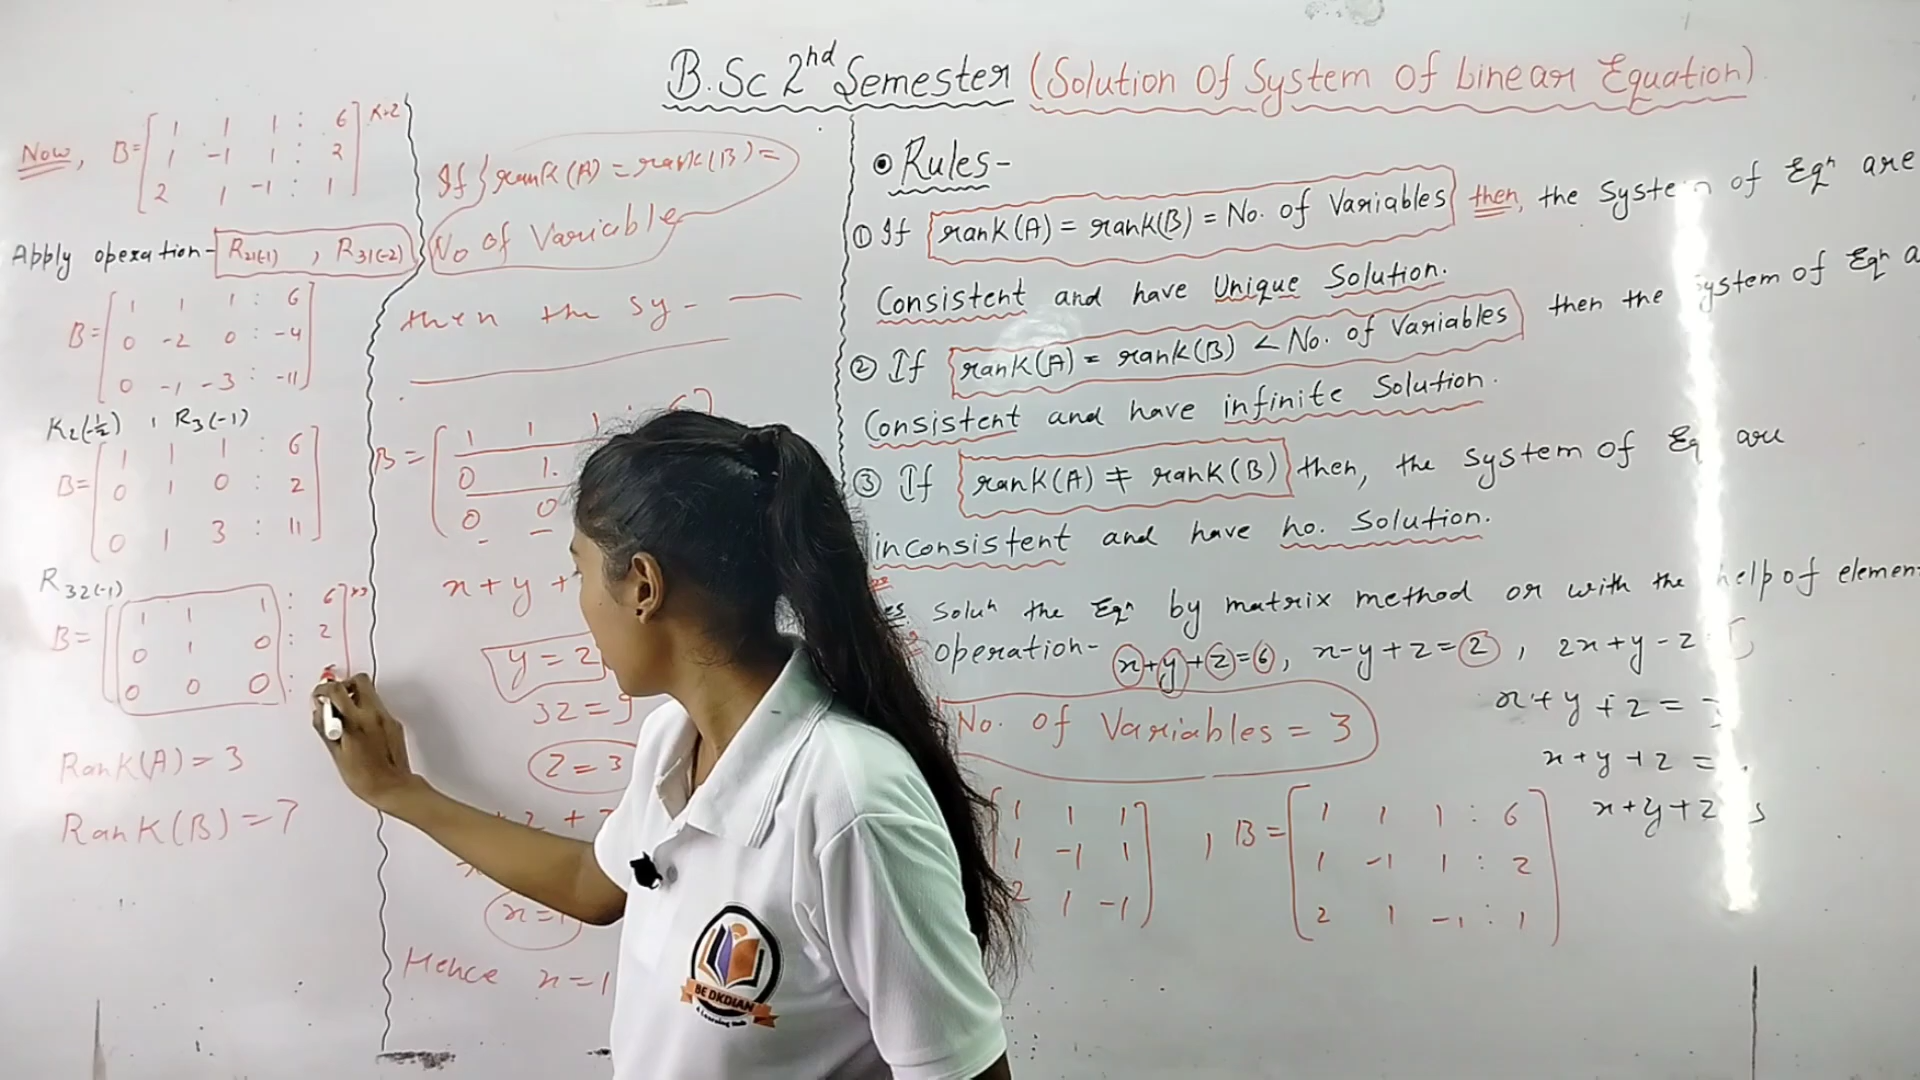 B.Sc 2nd Semester (Solution Of System of Linear Equation)
Now, B=[1 1 1 : 6
1 -1 1 : 2
2 1 -1 : 1]
Apply operation- R21(-1) , R31(-2)
B=[1 1 1 : 6
0 -2 0 : -4
0 -1 -3 : -11]
R2(-½) , R3(-1)
B=[1 1 1 : 6
0 1 0 : 2
0 1 3 : 11]
R32(-1)
B=[1 1 1 : 6
0 1 0 : 2
0 0 0 :
Rank(A)=3
Rank(B)=7
If rank(A)=rank(B)=
No of Variable
then the sy-
B=[1 1 1 : 6]
0 1.
0 0
x+y+
y=2
3z=9
z=3
+2+
x=1
Hence x=1
⊙Rules-
① If rank(A)=rank(B)=No. of Variables then, the System of Eqn are
Consistent and have Unique Solution.
② If rank(A)=rank(B)<No. of Variables then the System of Eqn a
Consistent and have infinite Solution.
③ If rank(A)≠rank(B) then, the System of Eq are
inconsistent and have no. Solution.
es. Soluⁿ the Eqn by matrix method or with the help of elemen
operation- x+y+z=6, x-y+z=2, 2x+y-z
No. of Variables=3
x+y+z=
x+y+z=
x+y+z
1 1 1]
1 -1 1
2 1 -1]
, B=[1 1 1 : 6
1 -1 1 : 2
2 1 -1 : 1]
BE DKDIAN
A Learning Hub